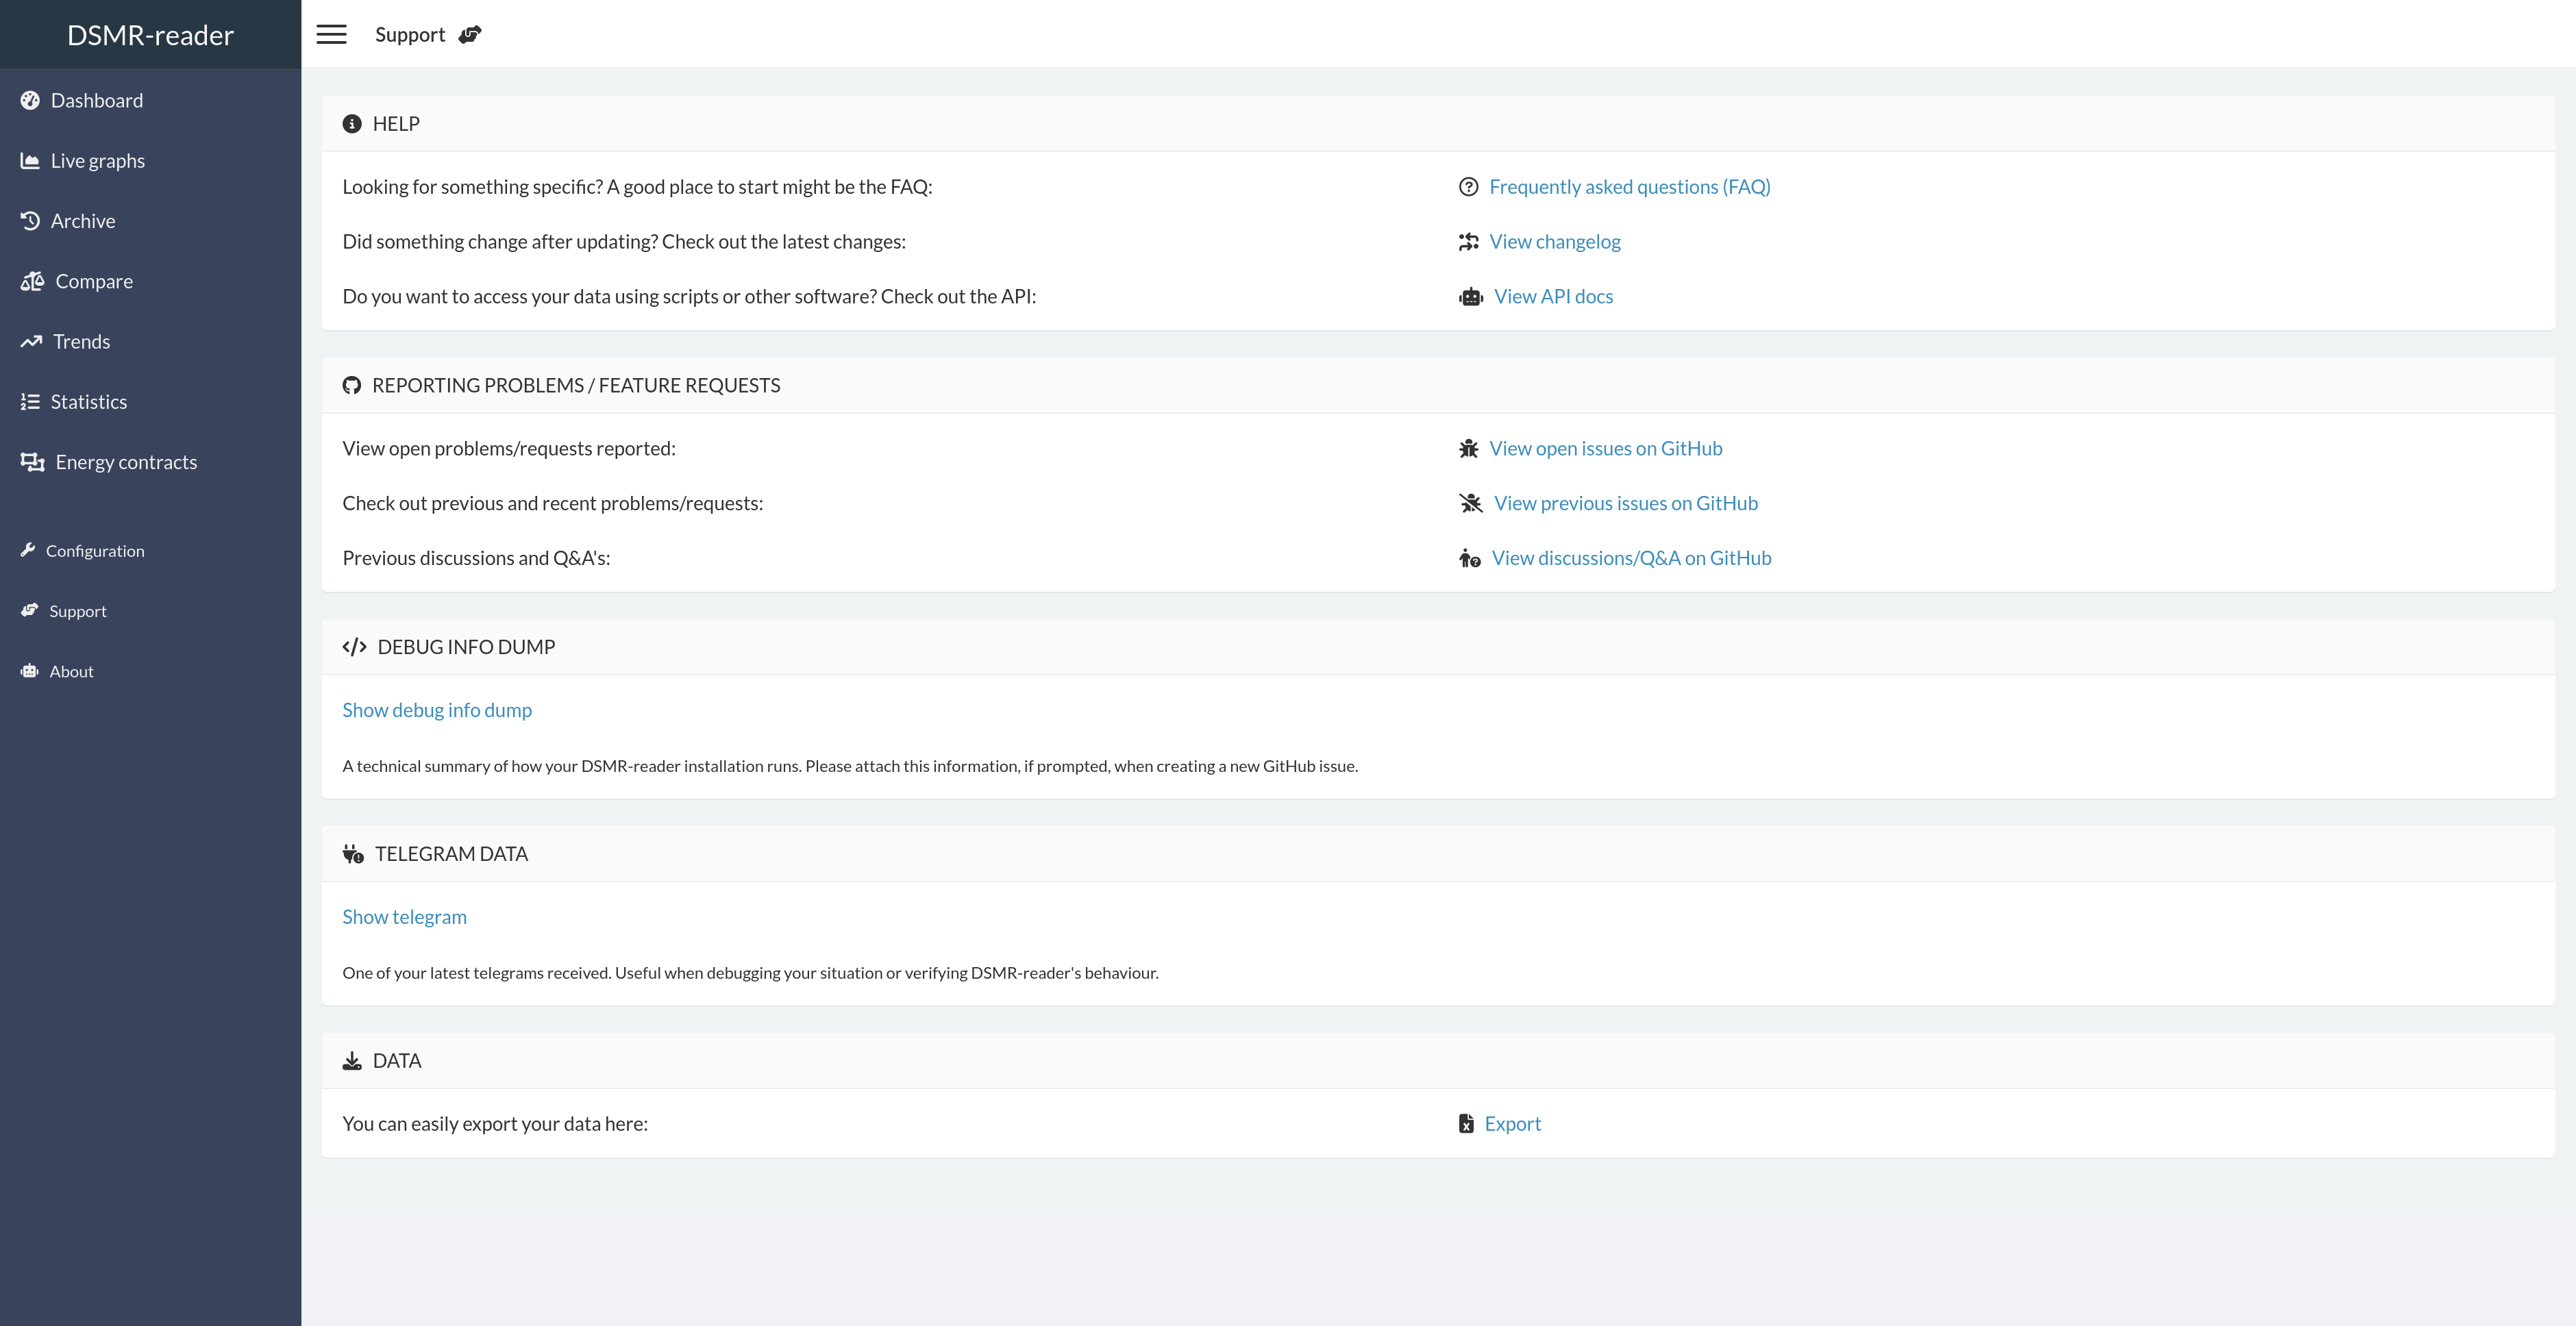 DSMR-reader
Support
Dashboard
Live graphs
Archive
Compare
Trends
Statistics
Energy contracts
Configuration
Support
About
HELP
Looking for something specific? A good place to start might be the FAQ:
Frequently asked questions (FAQ)
Did something change after updating? Check out the latest changes:
View changelog
Do you want to access your data using scripts or other software? Check out the API:
View API docs
REPORTING PROBLEMS / FEATURE REQUESTS
View open problems/requests reported:
View open issues on GitHub
Check out previous and recent problems/requests:
View previous issues on GitHub
Previous discussions and Q&A's:
View discussions/Q&A on GitHub
DEBUG INFO DUMP
Show debug info dump
A technical summary of how your DSMR-reader installation runs. Please attach this information, if prompted, when creating a new GitHub issue.
TELEGRAM DATA
Show telegram
One of your latest telegrams received. Useful when debugging your situation or verifying DSMR-reader's behaviour.
DATA
You can easily export your data here:
Export